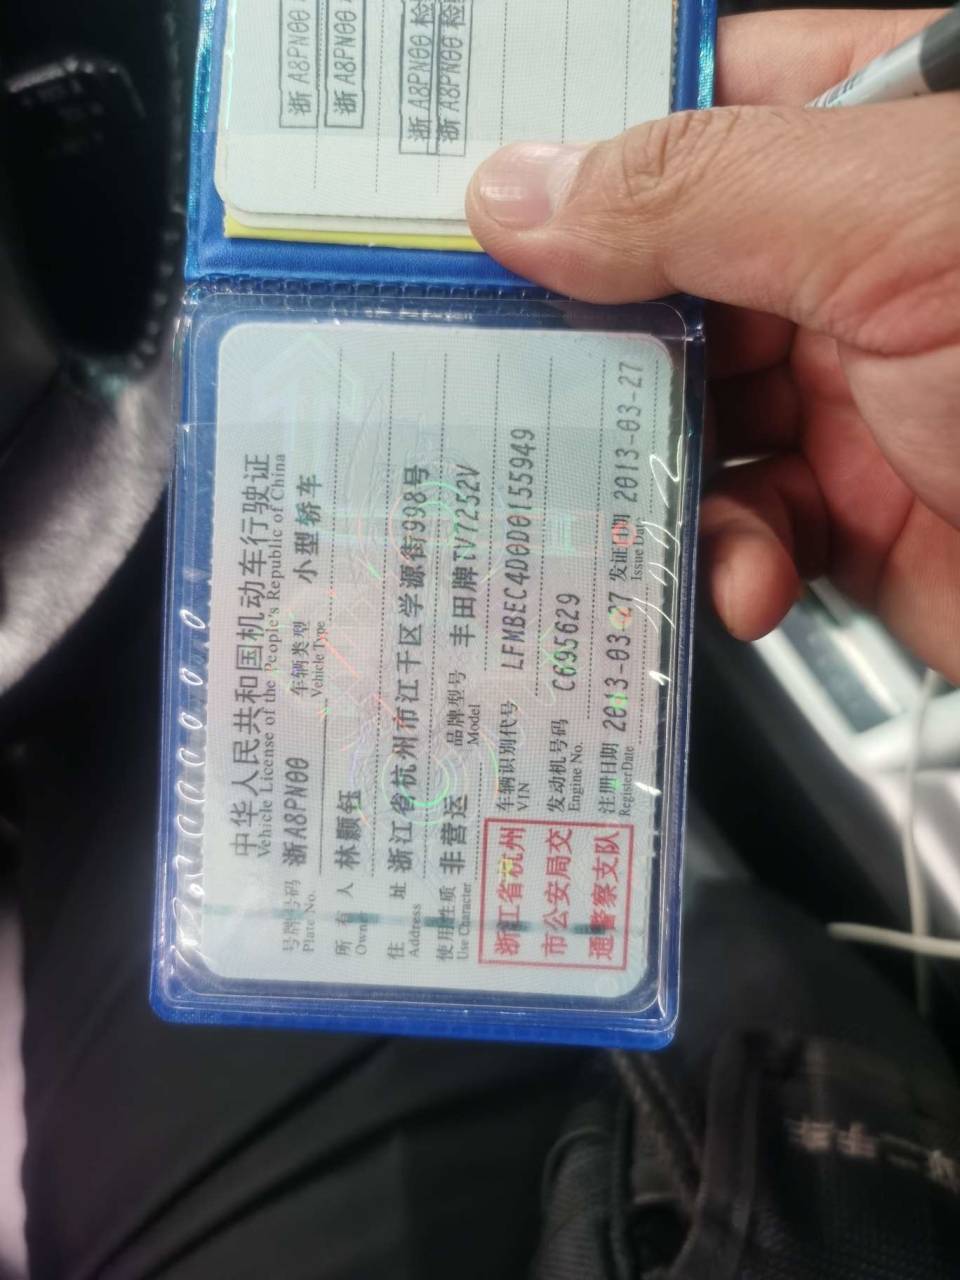 中华人民共和国机动车行驶证
Vehicle License of the People's Republic of China
号牌号码 浙A8PN00 车辆类型 小型轿车
Plate No. Vehicle Type
所有人 林颢钰
Owner
住址 浙江省杭州市江干区学源街998号
Address
使用性质 非营运 品牌型号 丰田牌TV7252V
Use Character Model
浙江省杭州
市公安局交
通警察支队
车辆识别代号 LFMBEC4D0D0155949
VIN
发动机号码 C695629
Engine No.
注册日期 2013-03-27 发证日期 2013-03-27
Register Date Issue Date
浙A8PN00
浙A8PN00
浙A8PN00 检
浙A8PN00 检